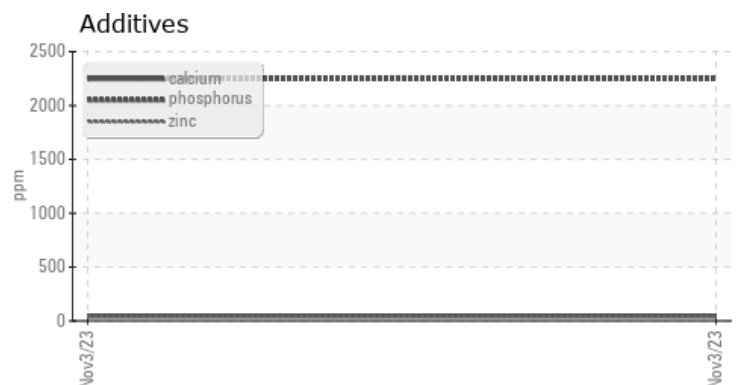 Additives
2500
2000
1500
1000
500
0
ppm
calcium
phosphorus
zinc
Nov3/23
Nov3/23